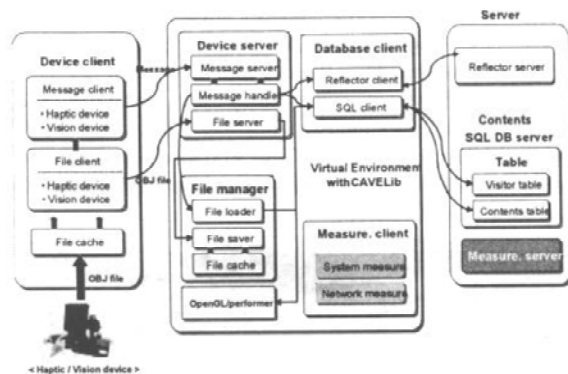 Device client
Message client
• Haptic device
• Vision device
File client
• Haptic device
• Vision device
File cache
OBJ file
< Haptic / Vision device >
Message
OBJ file
Device server
Message server
Message handler
File server
File manager
File loader
File saver
File cache
OpenGL/performer
Database client
Reflector client
SQL client
Virtual Environment
with CAVELib
Measure. client
System measure
Network measure
Server
Reflector server
Contents
SQL DB server
Table
Visitor table
Contents table
Measure. server